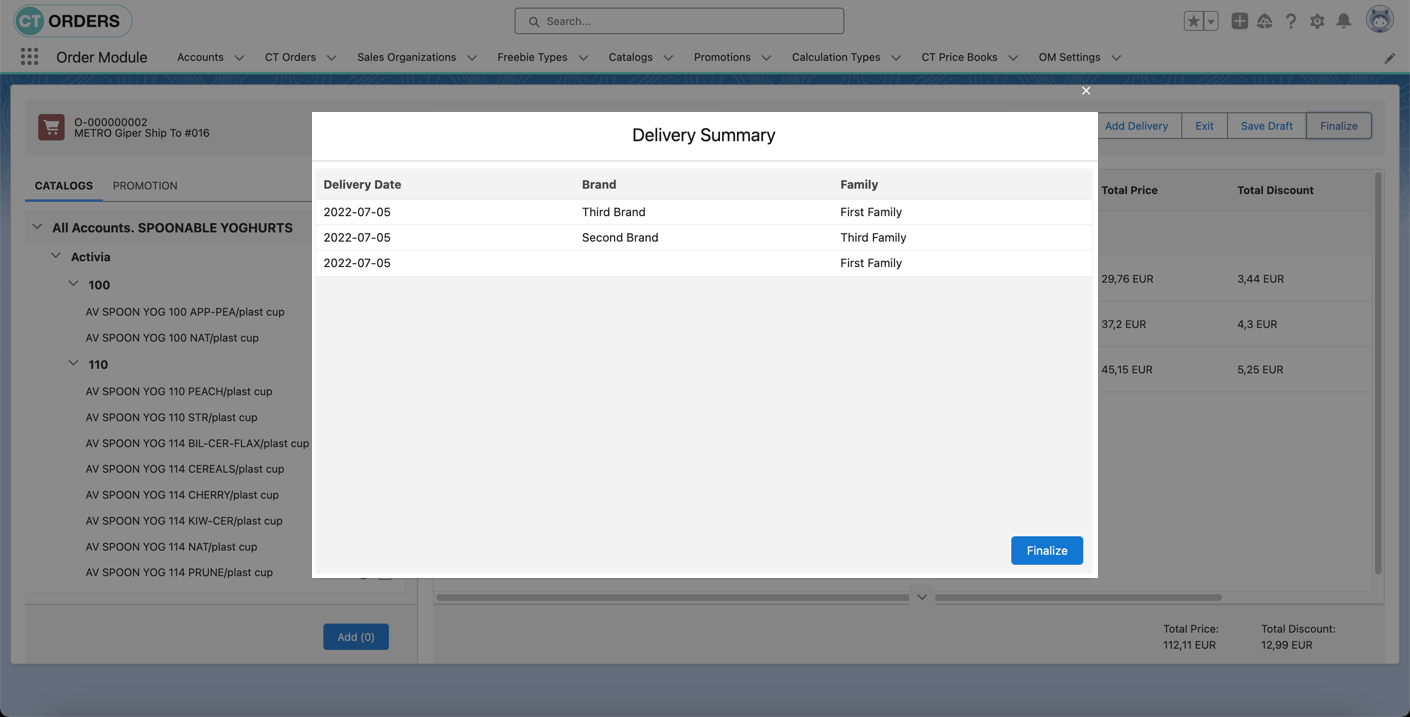 CT ORDERS
Search...
Order Module
Accounts
CT Orders
Sales Organizations
Freebie Types
Catalogs
Promotions
Calculation Types
CT Price Books
OM Settings
O-000000002
METRO Giper Ship To #016
Add Delivery
Exit
Save Draft
Finalize
CATALOGS
PROMOTION
All Accounts. SPOONABLE YOGHURTS
Activia
100
AV SPOON YOG 100 APP-PEA/plast cup
AV SPOON YOG 100 NAT/plast cup
110
AV SPOON YOG 110 PEACH/plast cup
AV SPOON YOG 110 STR/plast cup
AV SPOON YOG 114 BIL-CER-FLAX/plast cup
AV SPOON YOG 114 CEREALS/plast cup
AV SPOON YOG 114 CHERRY/plast cup
AV SPOON YOG 114 KIW-CER/plast cup
AV SPOON YOG 114 NAT/plast cup
AV SPOON YOG 114 PRUNE/plast cup
Add (0)
Delivery Summary
Delivery Date Brand Family
2022-07-05 Third Brand First Family
2022-07-05 Second Brand Third Family
2022-07-05 First Family
Finalize
Total Price Total Discount
29,76 EUR 3,44 EUR
37,2 EUR 4,3 EUR
45,15 EUR 5,25 EUR
Total Price: Total Discount:
112,11 EUR 12,99 EUR